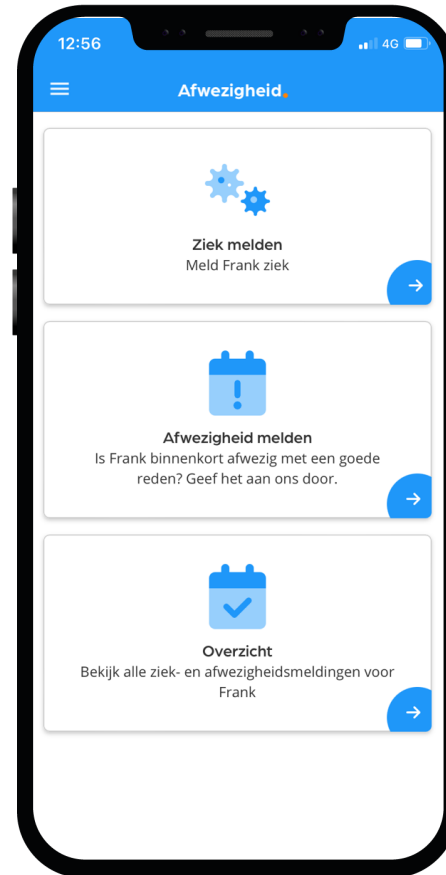 12:56
4G
Afwezigheid.
Ziek melden
Meld Frank ziek
Afwezigheid melden
Is Frank binnenkort afwezig met een goede
reden? Geef het aan ons door.
Overzicht
Bekijk alle ziek- en afwezigheidsmeldingen voor
Frank